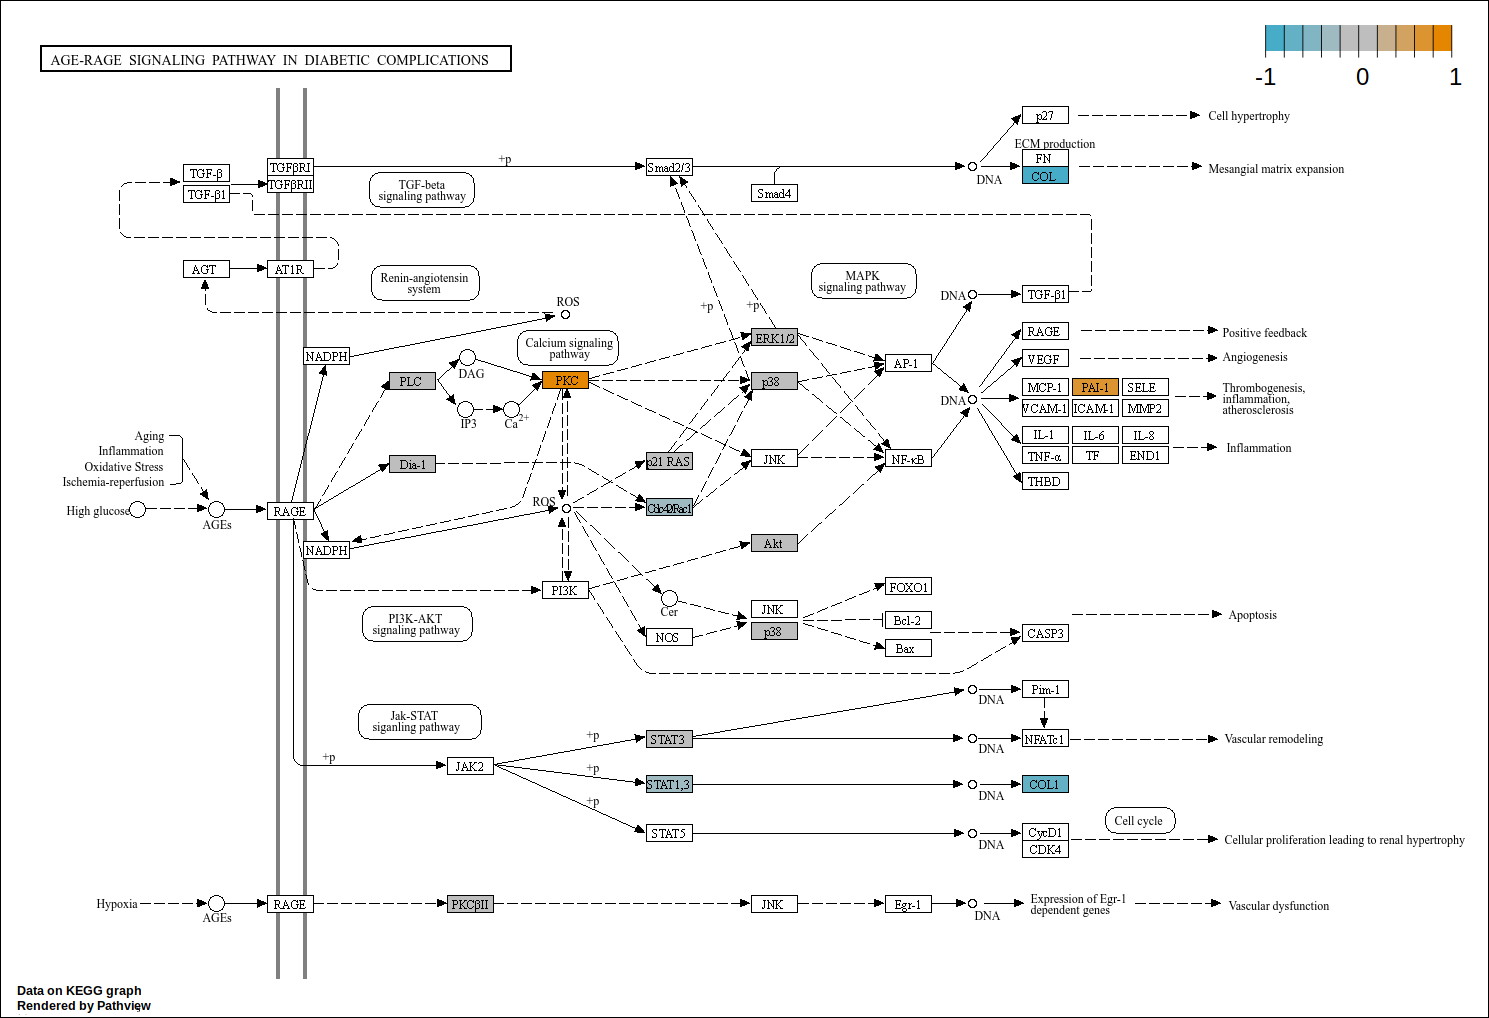 AGE-RAGE SIGNALING PATHWAY IN DIABETIC COMPLICATIONS
-1 0 1
p27
Cell hypertrophy
ECM production
FN
COL
Mesangial matrix expansion
DNA
TGF-β
TGF-β1
TGFβRI
TGFβRII
+p
TGF-beta
signaling pathway
Smad2/3
Smad4
AGT
AT1R
Renin-angiotensin
system
ROS
MAPK
signaling pathway
DNA
TGF-β1
+p
+p
NADPH
Calcium signaling
pathway
ERK1/2
AP-1
RAGE
Positive feedback
VEGF
Angiogenesis
PLC
DAG
PKC
p38
IP3
Ca2+
DNA
MCP-1
PAI-1
SELE
VCAM-1
ICAM-1
MMP2
Thrombogenesis,
inflammation,
atherosclerosis
IL-1
IL-6
IL-8
TNF-α
TF
END1
Inflammation
THBD
Aging
Inflammation
Oxidative Stress
Ischemia-reperfusion
High glucose
AGEs
RAGE
NADPH
Dia-1
p21 RAS
JNK
NF-κB
ROS
Cdc42/Rac1
Akt
PI3K
PI3K-AKT
signaling pathway
Cer
NOS
JNK
p38
FOXO1
Bcl-2
Bax
CASP3
Apoptosis
Jak-STAT
siganling pathway
+p
JAK2
+p
+p
+p
STAT3
STAT1,3
STAT5
DNA
Pim-1
DNA
NFATc1
Vascular remodeling
DNA
COL1
DNA
CycD1
CDK4
Cell cycle
Cellular proliferation leading to renal hypertrophy
Hypoxia
AGEs
RAGE
PKCβII
JNK
Egr-1
DNA
Expression of Egr-1
dependent genes
Vascular dysfunction
Data on KEGG graph
Rendered by Pathview